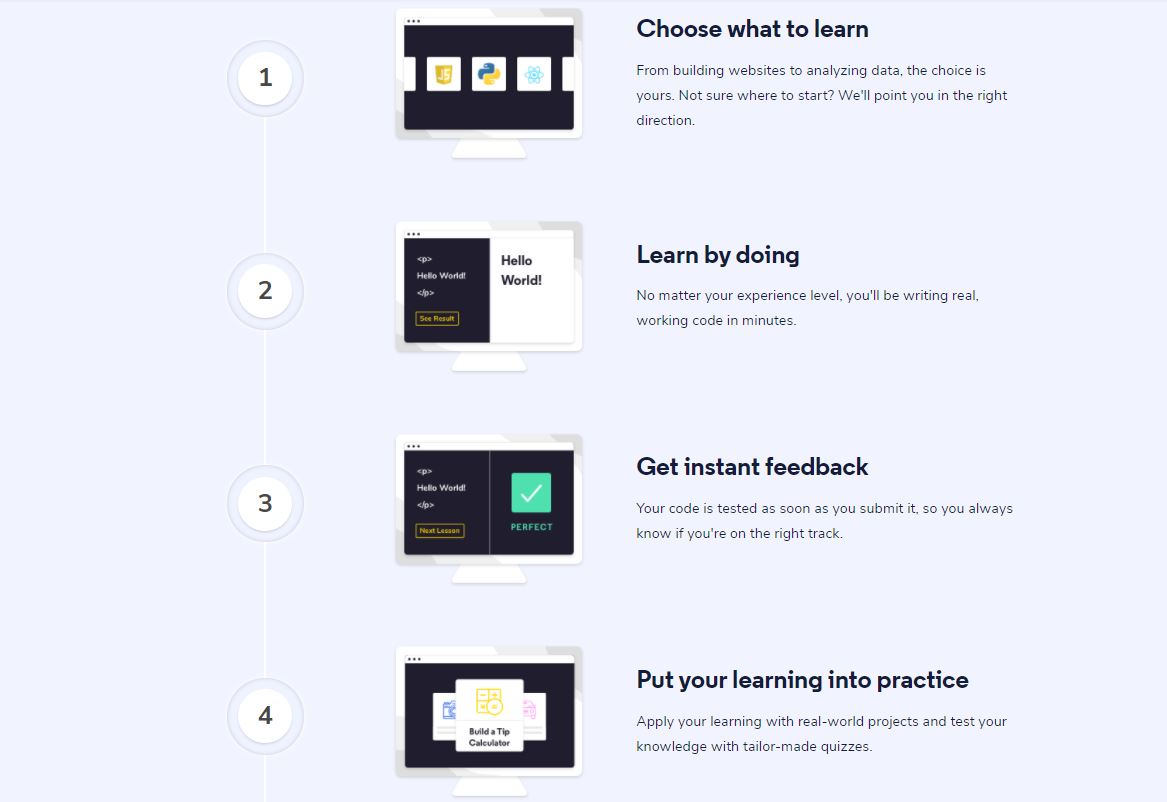 1
JS
Choose what to learn
From building websites to analyzing data, the choice is
yours. Not sure where to start? We'll point you in the right
direction.
2
<p>
Hello World!
</p>
See Result
Hello
World!
Learn by doing
No matter your experience level, you'll be writing real,
working code in minutes.
3
<p>
Hello World!
</p>
Next Lesson
PERFECT
Get instant feedback
Your code is tested as soon as you submit it, so you always
know if you're on the right track.
4
Build a Tip
Calculator
Put your learning into practice
Apply your learning with real-world projects and test your
knowledge with tailor-made quizzes.